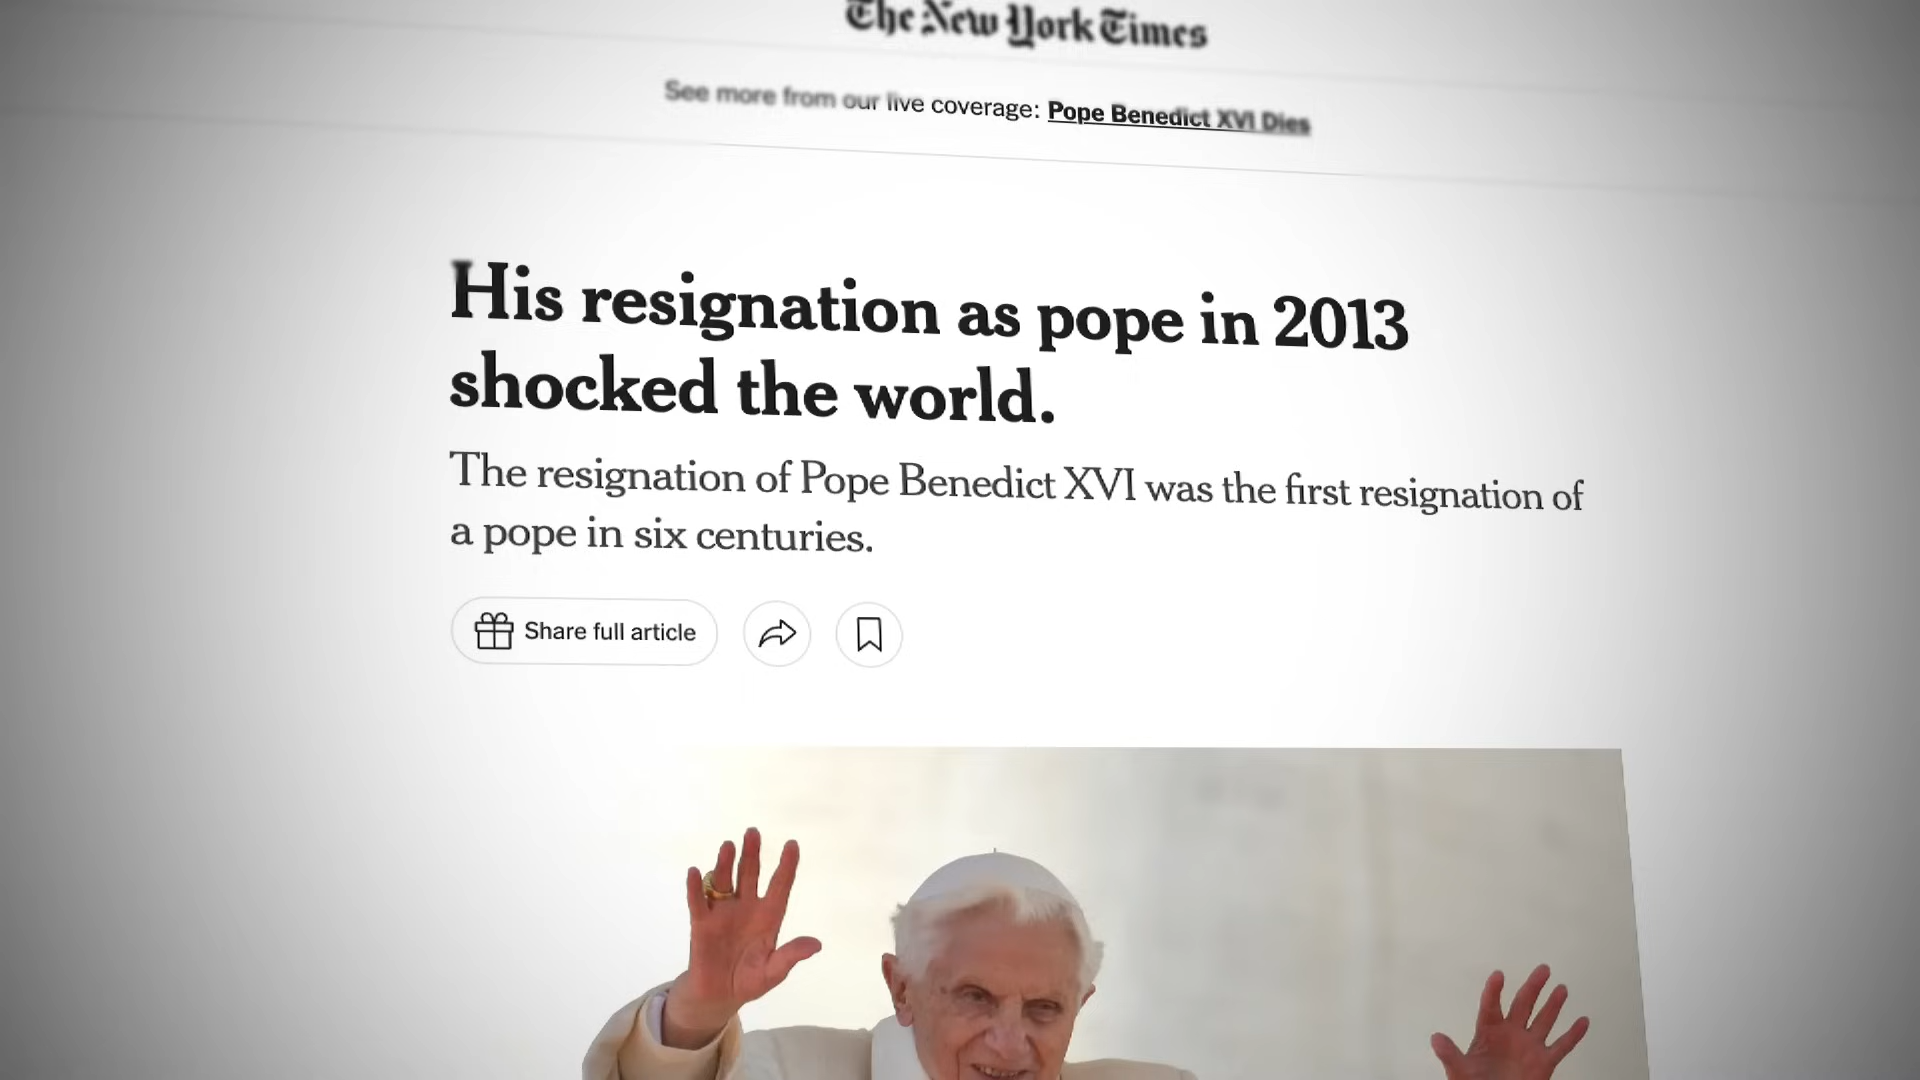 The New York Times
See more from our live coverage: Pope Benedict XVI Dies
His resignation as pope in 2013
shocked the world.
The resignation of Pope Benedict XVI was the first resignation of
a pope in six centuries.
Share full article